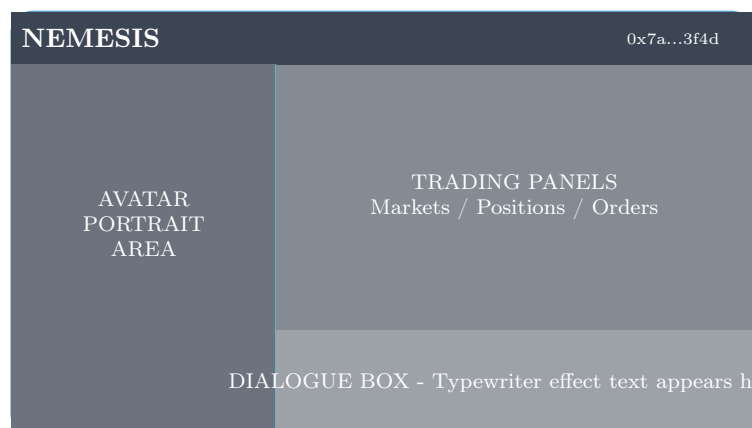 NEMESIS
0x7a...3f4d
AVATAR
PORTRAIT
AREA
TRADING PANELS
Markets / Positions / Orders
DIALOGUE BOX - Typewriter effect text appears h